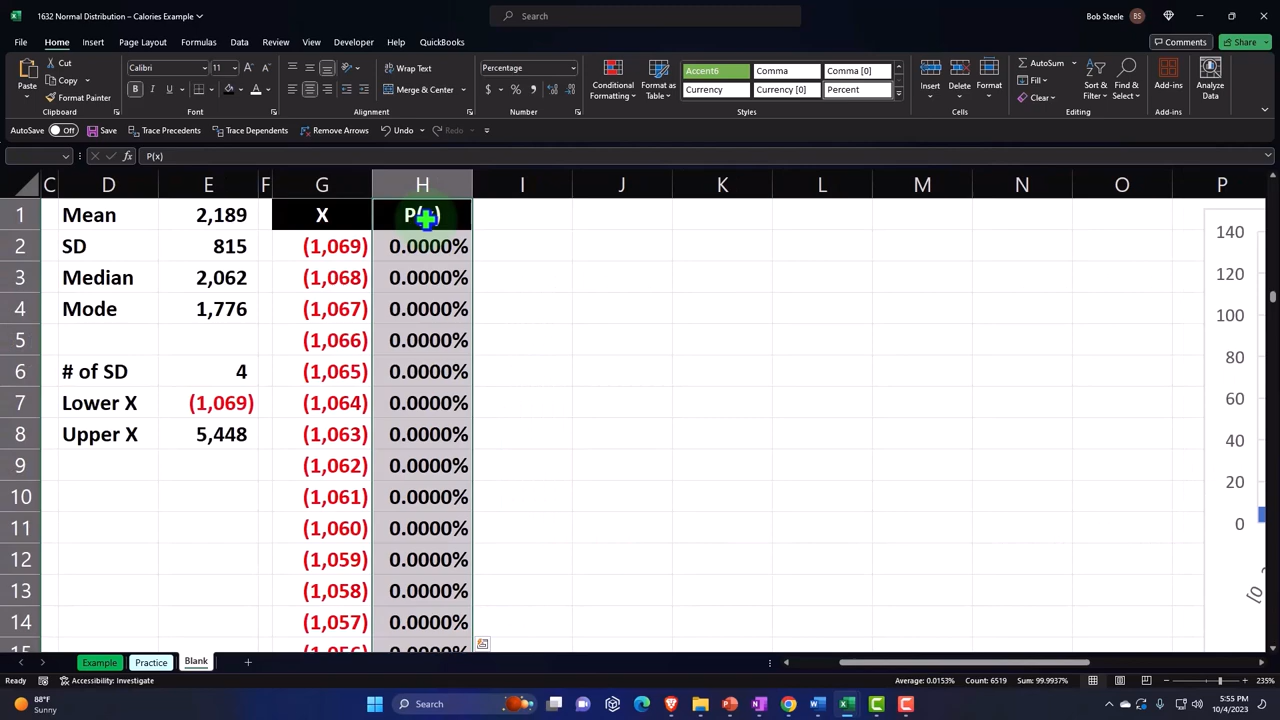 1632 Normal Distribution – Calories Example
Search
Bob Steele BS
File Home Insert Page Layout Formulas Data Review View Developer Help QuickBooks
Comments Share
Paste Cut Copy Format Painter
Calibri 11 B I U
Wrap Text Merge & Center
Percentage
Conditional Formatting Format as Table
Accent6 Comma Comma [0]
Currency Currency [0] Percent
Insert Delete Format
AutoSum Fill Clear
Sort & Filter Find & Select Add-ins Analyze Data
Clipboard Font Alignment Number Styles Cells Editing Add-ins
AutoSave Off Save Trace Precedents Trace Dependents Remove Arrows Undo Redo
fx P(x)
C D E F G H I J K L M N O P
1 Mean 2,189 X
2 SD 815 (1,069) 0.0000%
3 Median 2,062 (1,068) 0.0000%
4 Mode 1,776 (1,067) 0.0000%
5 (1,066) 0.0000%
6 # of SD 4 (1,065) 0.0000%
7 Lower X (1,069) (1,064) 0.0000%
8 Upper X 5,448 (1,063) 0.0000%
9 (1,062) 0.0000%
10 (1,061) 0.0000%
11 (1,060) 0.0000%
12 (1,059) 0.0000%
13 (1,058) 0.0000%
14 (1,057) 0.0000%
140
120
100
80
60
40
20
0
Example Practice Blank
Ready Accessibility: Investigate Average: 0.0153% Count: 6519 Sum: 99.9937% 235%
88°F
Sunny
Search
5:55 PM
10/4/2023